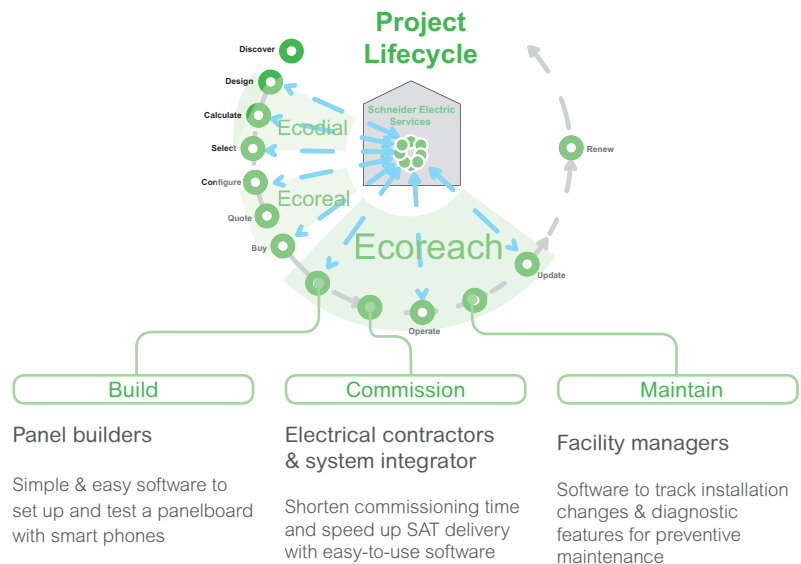 Project
Lifecycle
Discover
Design
Calculate
Select
Configure
Quote
Buy
Ecodial
Ecoreal
Ecoreach
Schneider Electric
Services
Renew
Update
Operate
Build
Panel builders
Simple & easy software to
set up and test a panelboard
with smart phones
Commission
Electrical contractors
& system integrator
Shorten commissioning time
and speed up SAT delivery
with easy-to-use software
Maintain
Facility managers
Software to track installation
changes & diagnostic
features for preventive
maintenance